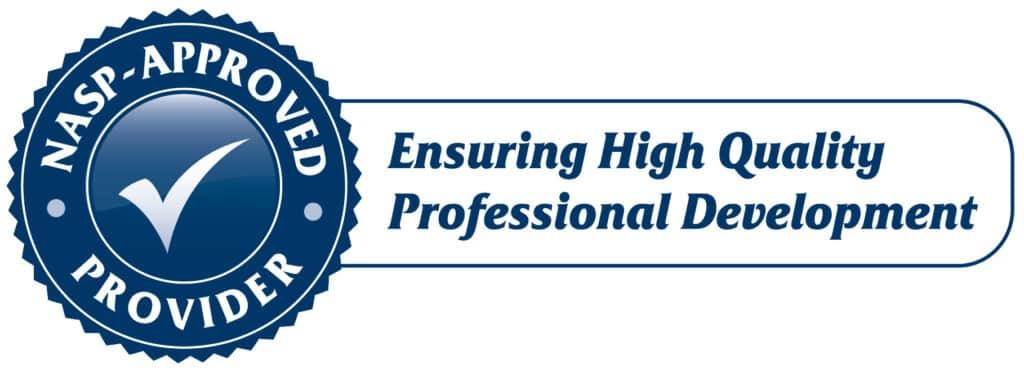 NASP-APPROVED
PROVIDER
Ensuring High Quality
Professional Development